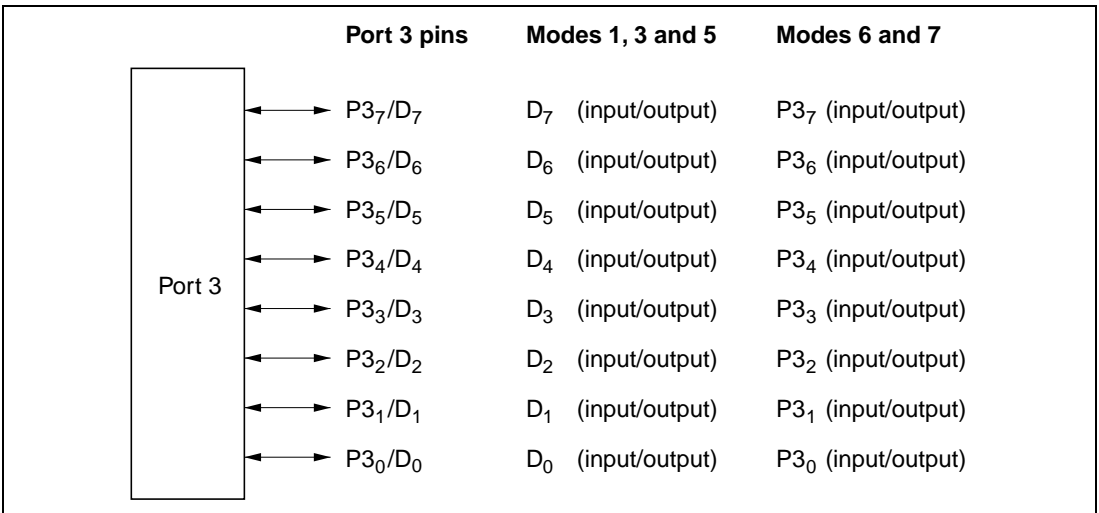 Port 3 pins Modes 1, 3 and 5 Modes 6 and 7
P3₇/D₇ D₇ (input/output) P3₇ (input/output)
P3₆/D₆ D₆ (input/output) P3₆ (input/output)
P3₅/D₅ D₅ (input/output) P3₅ (input/output)
P3₄/D₄ D₄ (input/output) P3₄ (input/output)
Port 3
P3₃/D₃ D₃ (input/output) P3₃ (input/output)
P3₂/D₂ D₂ (input/output) P3₂ (input/output)
P3₁/D₁ D₁ (input/output) P3₁ (input/output)
P3₀/D₀ D₀ (input/output) P3₀ (input/output)